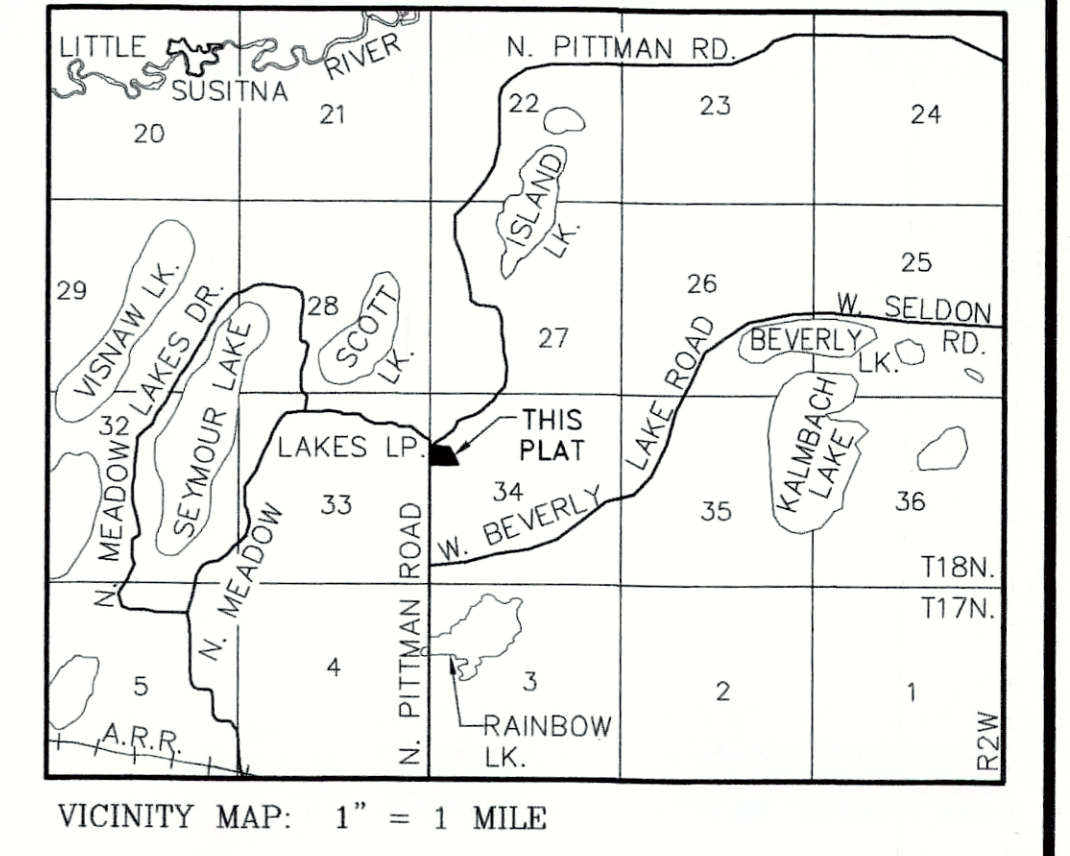 LITTLE
SUSITNA
RIVER
N. PITTMAN RD.
20
21
22
23
24
ISLAND
LK.
29
VISNAW LK.
N. MEADOW LAKES DR.
SEYMOUR LAKE
28
SCOTT
LK.
27
26
25
W. SELDON
RD.
BEVERLY
LK.
KALMBACH
LAKE
32
N. MEADOW
LAKES LP.
THIS
PLAT
33
34
W. BEVERLY
LAKE ROAD
35
36
T18N.
T17N.
N. PITTMAN ROAD
5
4
3
2
1
RAINBOW
LK.
A.R.R.
R2W
VICINITY MAP: 1" = 1 MILE